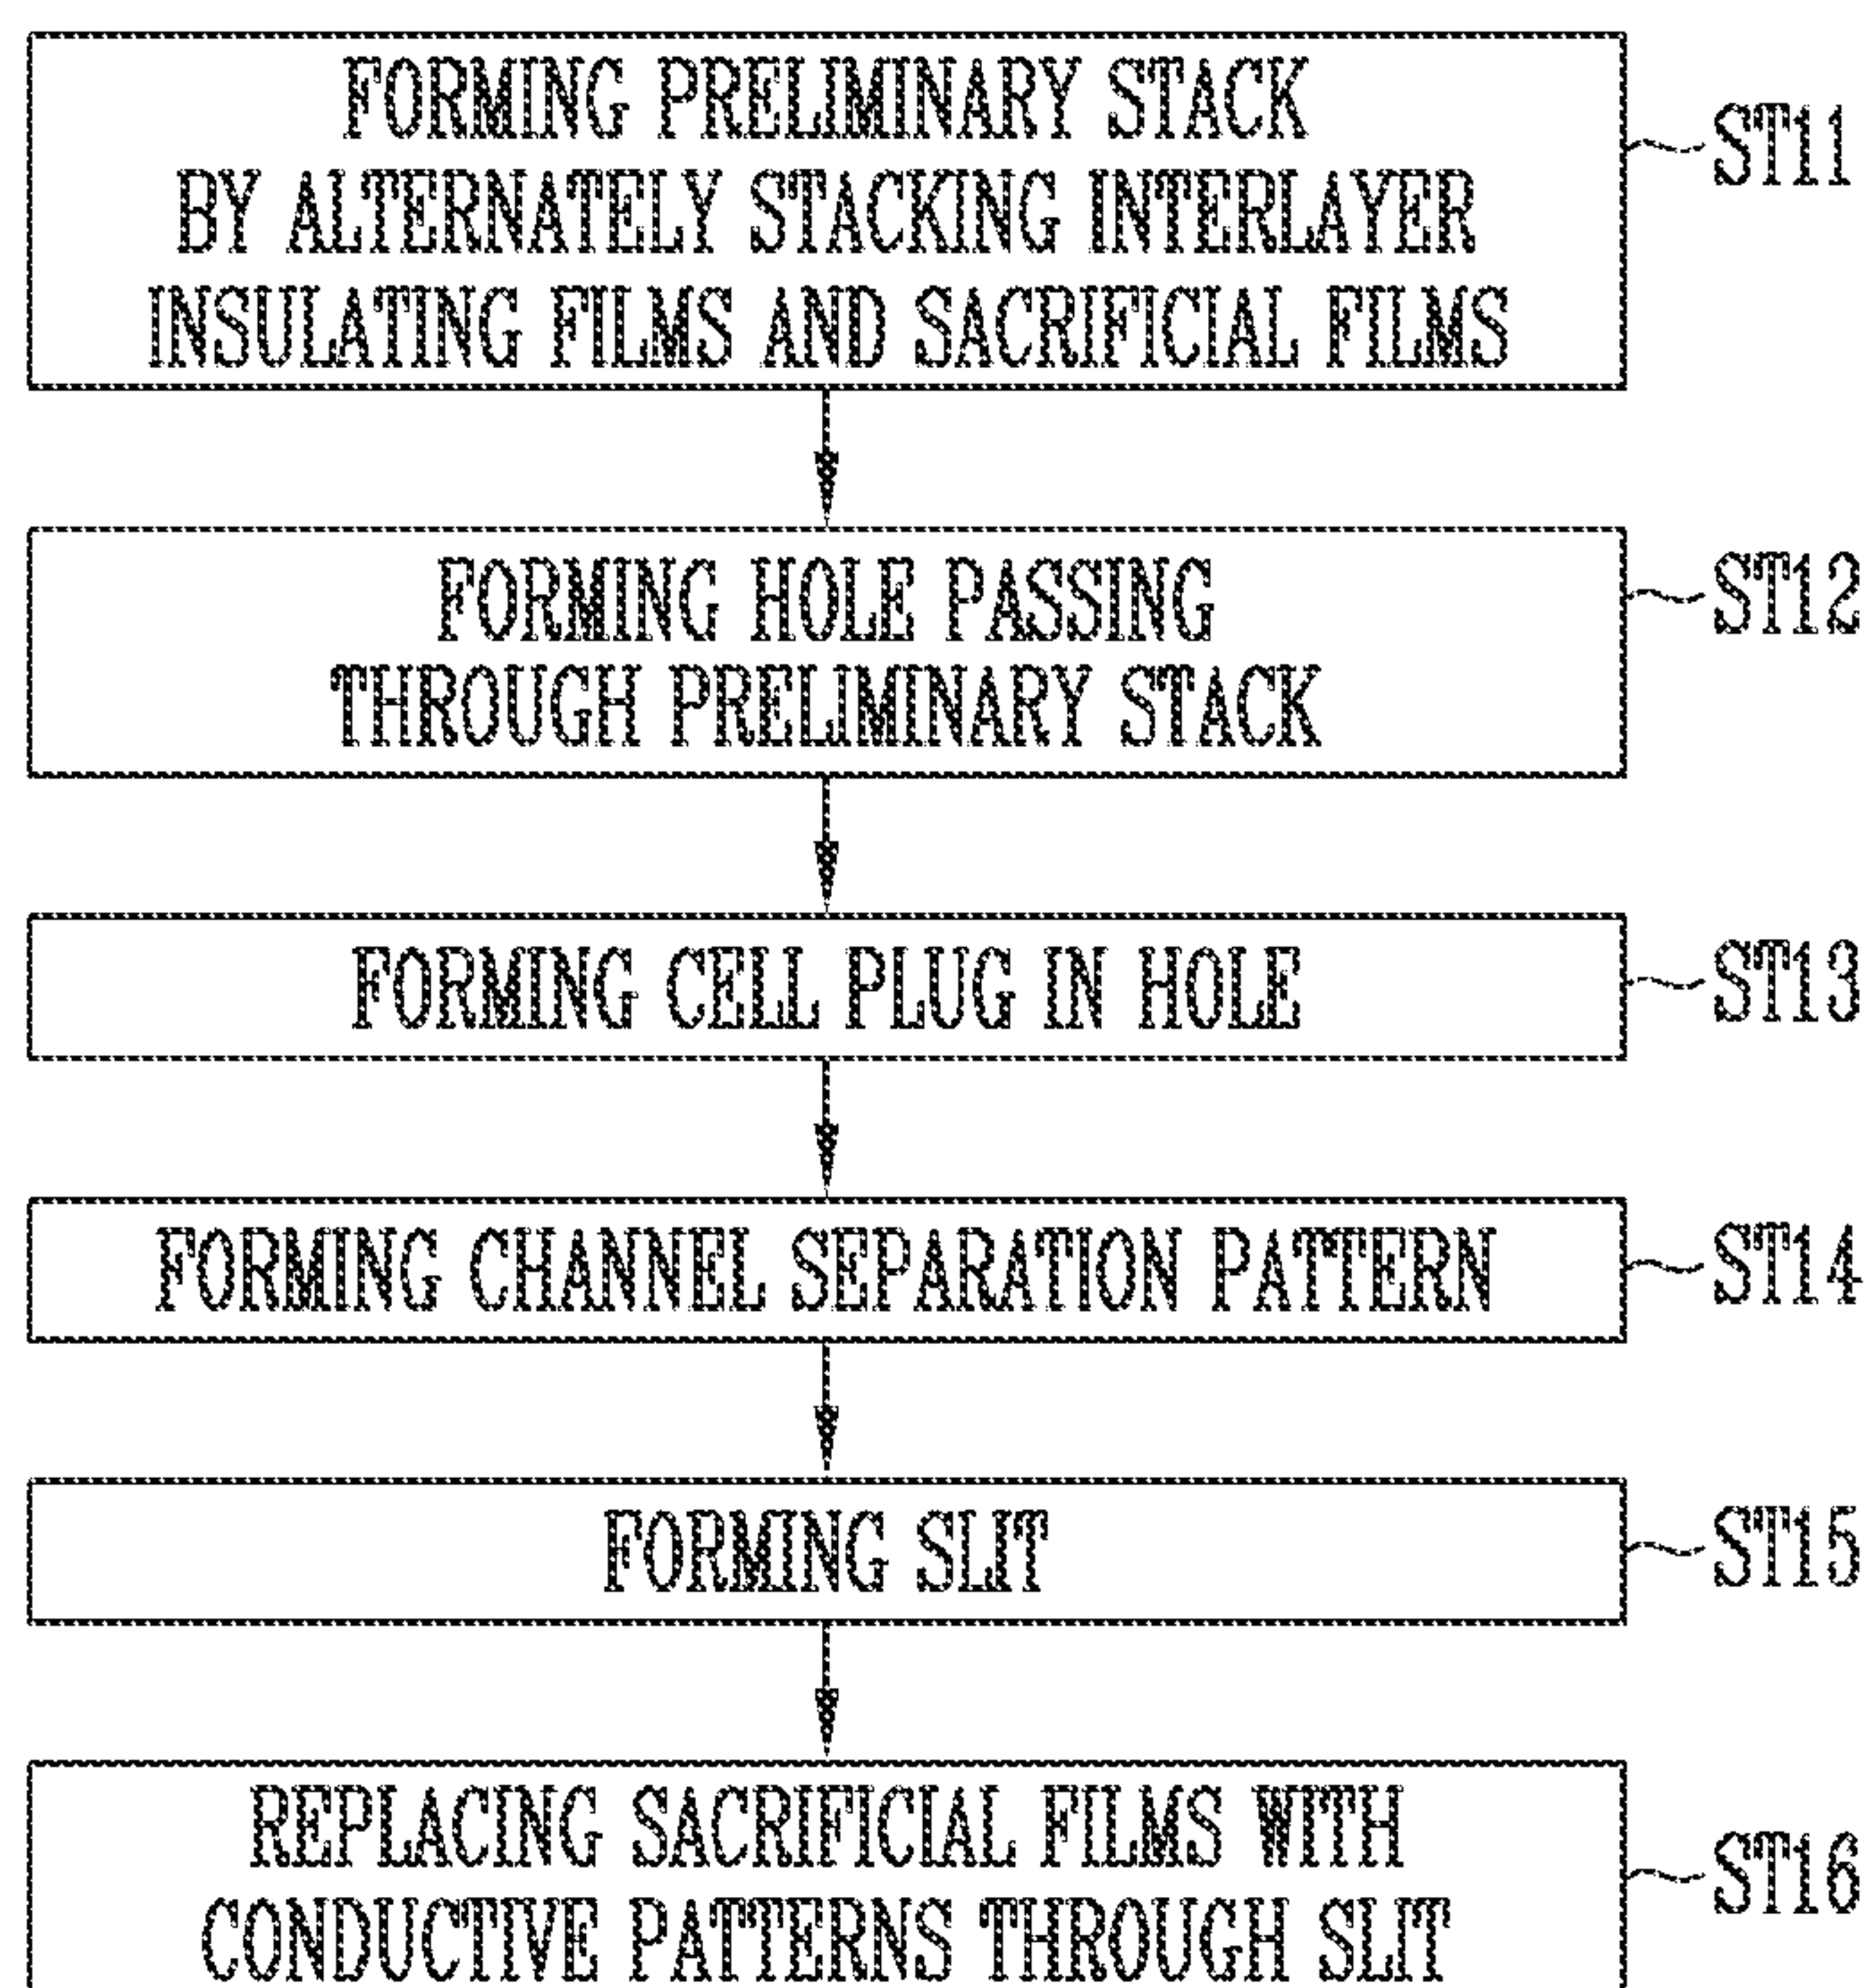 FORMING PRELIMINARY STACK
BY ALTERNATELY STACKING INTERLAYER
INSULATING FILMS AND SACRIFICIAL FILMS
ST11
FORMING HOLE PASSING
THROUGH PRELIMINARY STACK
ST12
FORMING CELL PLUG IN HOLE
ST13
FORMING CHANNEL SEPARATION PATTERN
ST14
FORMING SLIT
ST15
REPLACING SACRIFICIAL FILMS WITH
CONDUCTIVE PATTERNS THROUGH SLIT
ST16